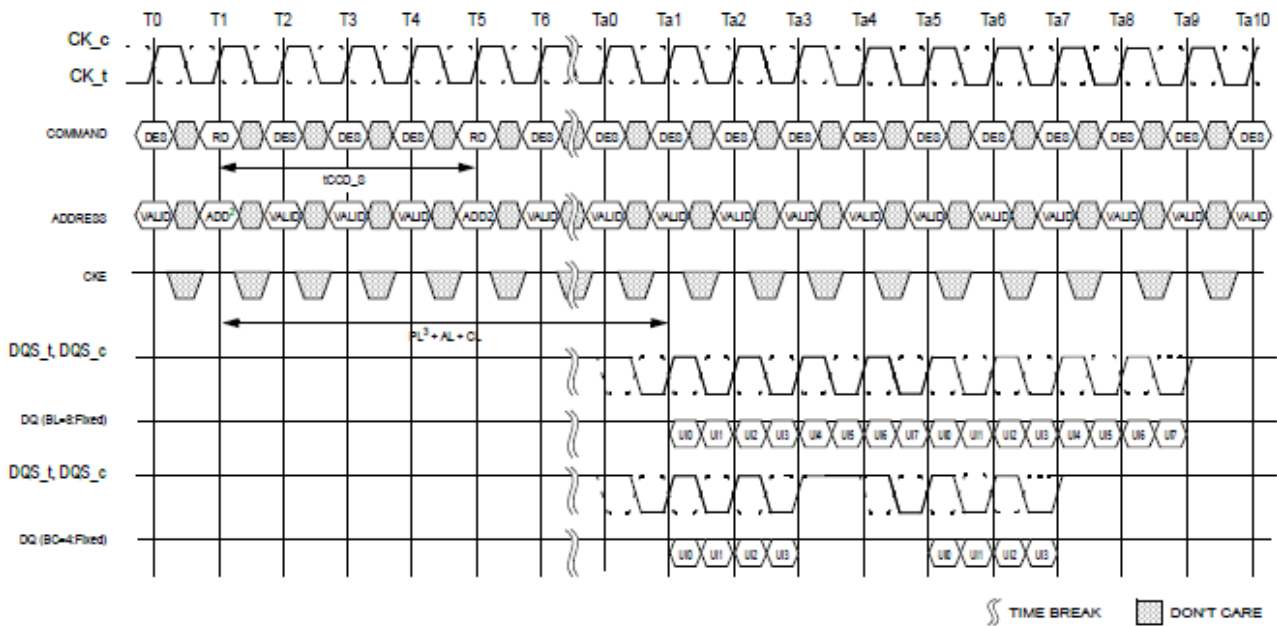 T0 T1 T2 T3 T4 T5 T6 Ta0 Ta1 Ta2 Ta3 Ta4 Ta5 Ta6 Ta7 Ta8 Ta9 Ta10
CK_c
CK_t
COMMAND DES RD DES DES DES RD DES DES DES DES DES DES DES DES DES DES DES DES
tCCD_S
ADDRESS VALID ADD2 VALID VALID VALID ADD2 VALID VALID VALID VALID VALID VALID VALID VALID VALID VALID VALID VALID
CKE
PL3 + AL + CL
DQS_t, DQS_c
DQ (BL=8:Fixed) UI0 UI1 UI2 UI3 UI4 UI5 UI6 UI7 UI0 UI1 UI2 UI3 UI4 UI5 UI6 UI7
DQS_t, DQS_c
DQ (BC=4:Fixed) UI0 UI1 UI2 UI3 UI0 UI1 UI2 UI3
TIME BREAK DON'T CARE